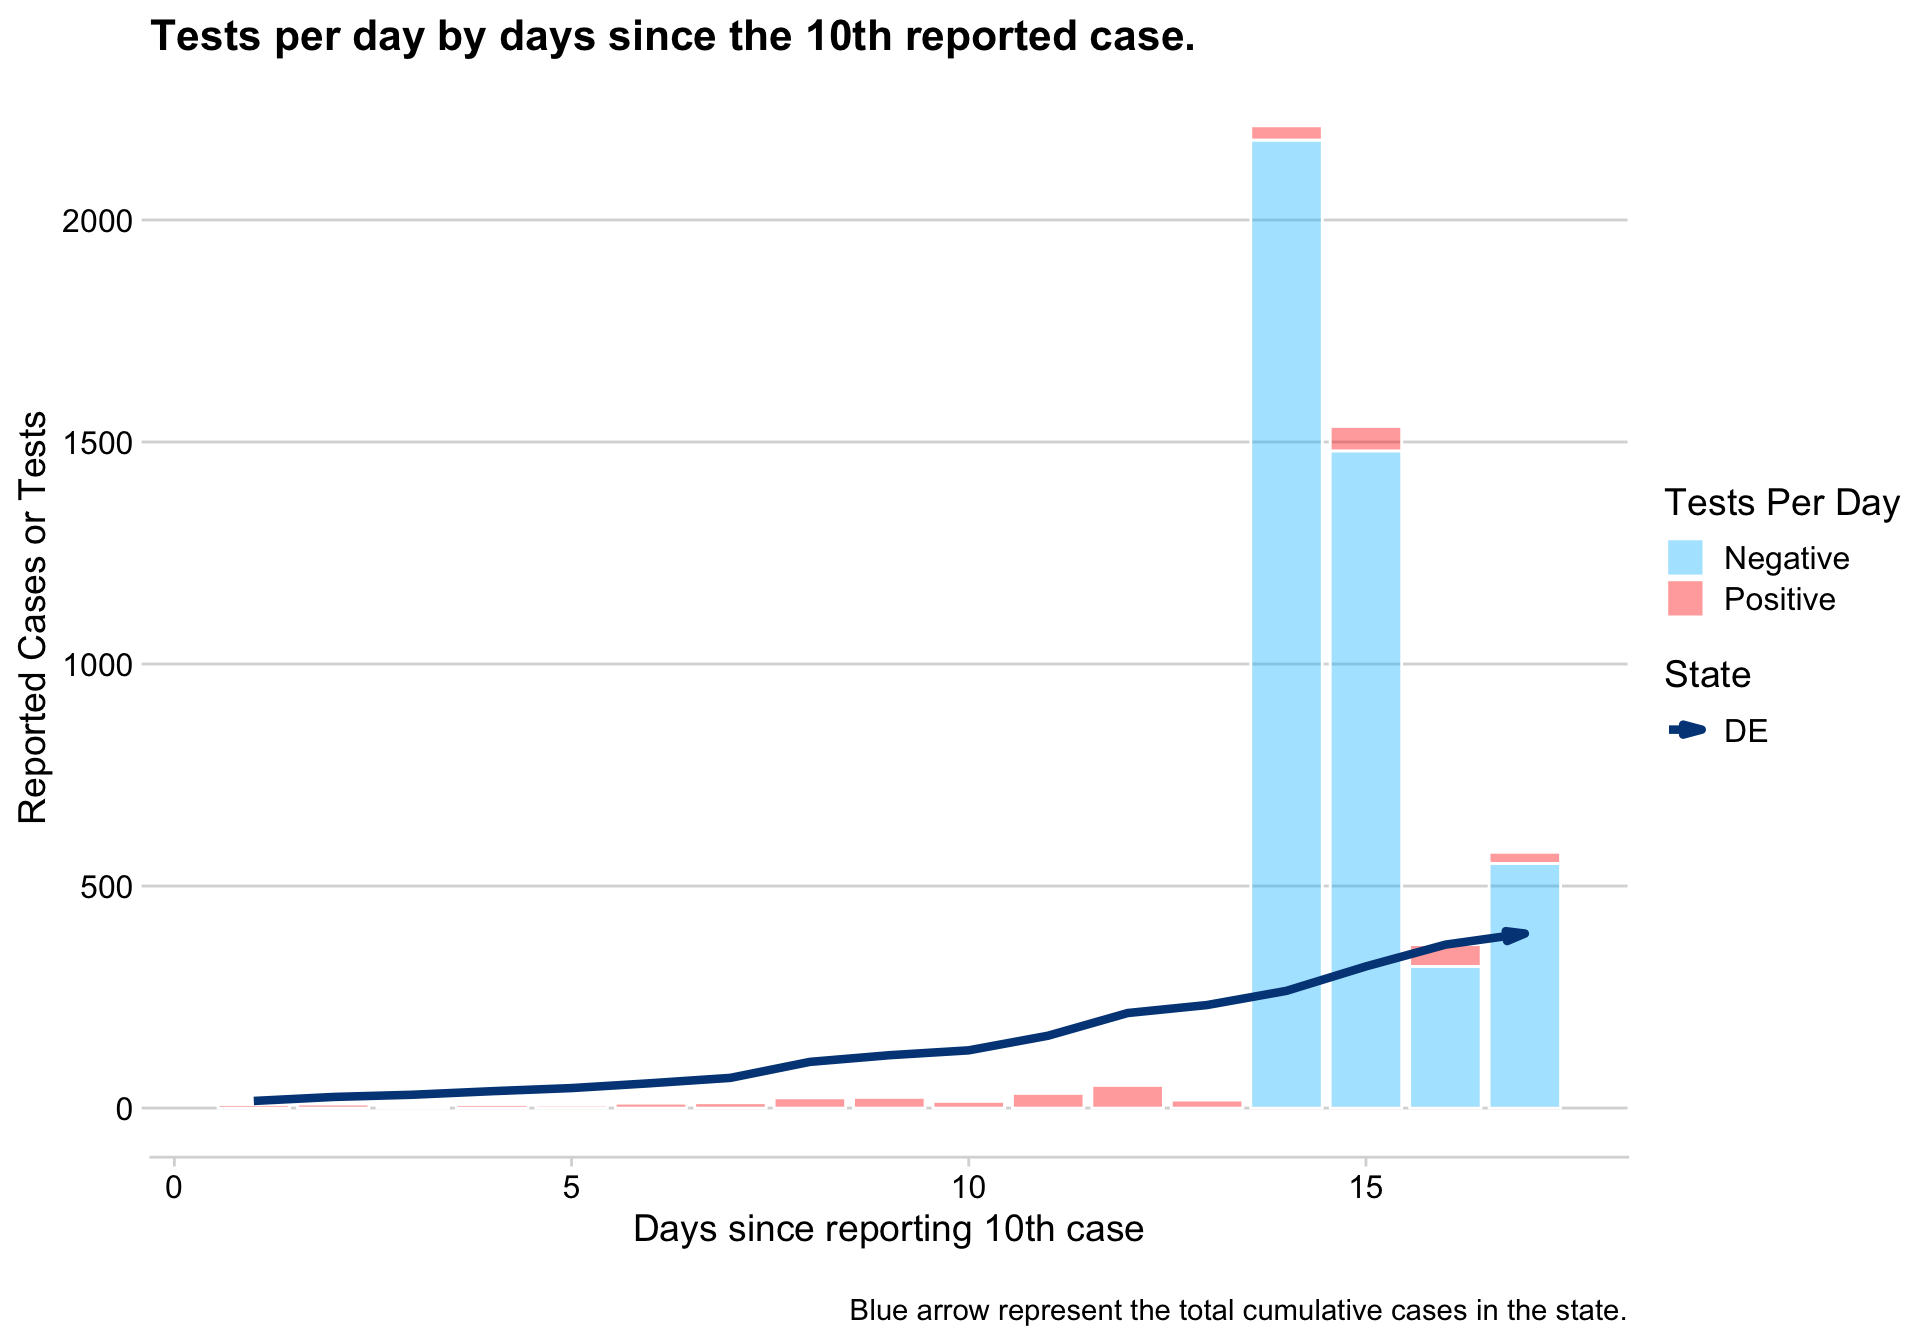 Tests per day by days since the 10th reported case.
Reported Cases or Tests
2000
1500
1000
500
0
0 5 10 15
Days since reporting 10th case
Tests Per Day
Negative
Positive
State
DE
Blue arrow represent the total cumulative cases in the state.